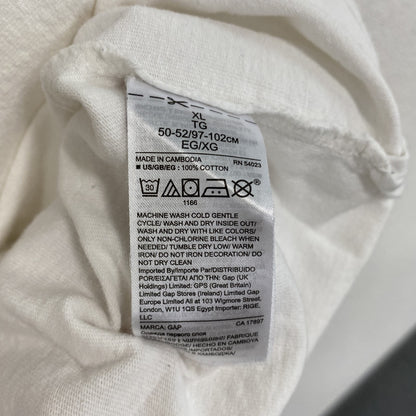 XL
TG
50-52/97-102CM
EG/XG
MADE IN CAMBODIA RN 54023
■ US/GB/EG : 100% COTTON
30
1166
MACHINE WASH COLD GENTLE
CYCLE/ WASH AND DRY INSIDE OUT/
WASH AND DRY WITH LIKE COLORS/
ONLY NON-CHLORINE BLEACH WHEN
NEEDED/ TUMBLE DRY LOW/ WARM
IRON/ DO NOT IRON DECORATION/ DO
NOT DRY CLEAN
Imported By/Importe Par/DISTRIBUIDO
POR/ΕΙΣΑΓΕΤΑΙ ΑΠΟ Gap (UK
Holdings) Limited: GPS (Great Britain)
Limited Gap Stores (Ireland) Limited Gap
Europe Limited All at 103 Wigmore Street,
London, W1U 1QS Egypt Importer: RIGE.
LLC
MARCA: GAP CA 17897